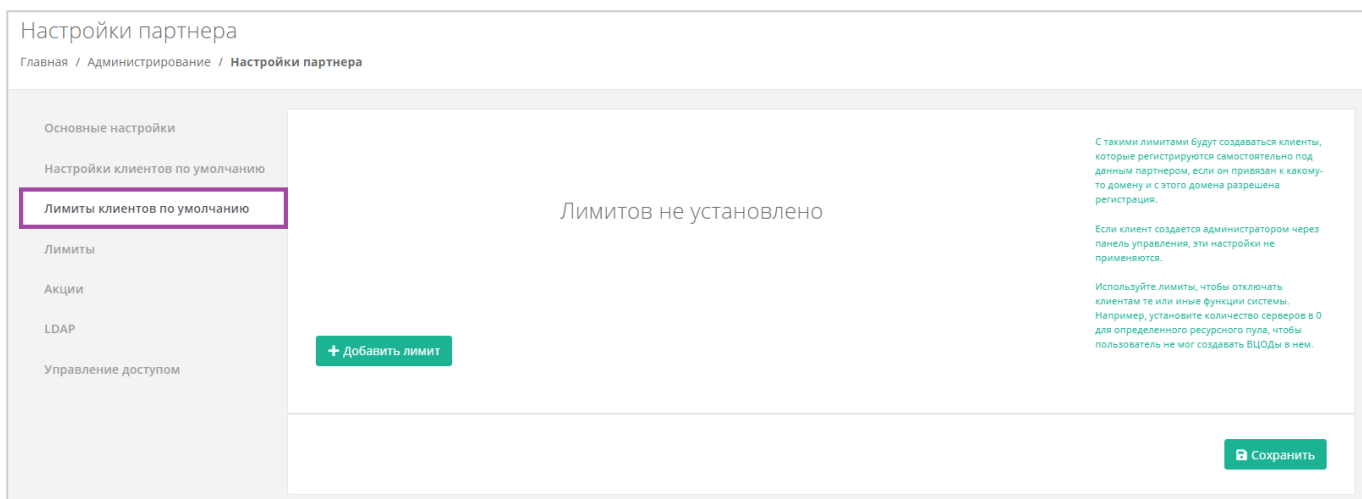 Настройки партнера
Главная / Администрирование / Настройки партнера
Основные настройки
Настройки клиентов по умолчанию
Лимиты клиентов по умолчанию
Лимиты
Акции
LDAP
Управление доступом
Лимитов не установлено
+ Добавить лимит
С такими лимитами будут создаваться клиенты,
которые регистрируются самостоятельно под
данным партнером, если он привязан к какому-
то домену и с этого домена разрешена
регистрация.
Если клиент создается администратором через
панель управления, эти настройки не
применяются.
Используйте лимиты, чтобы отключать
клиентам те или иные функции системы.
Например, установите количество серверов в 0
для определенного ресурсного пула, чтобы
пользователь не мог создавать ВЦОДы в нем.
Сохранить